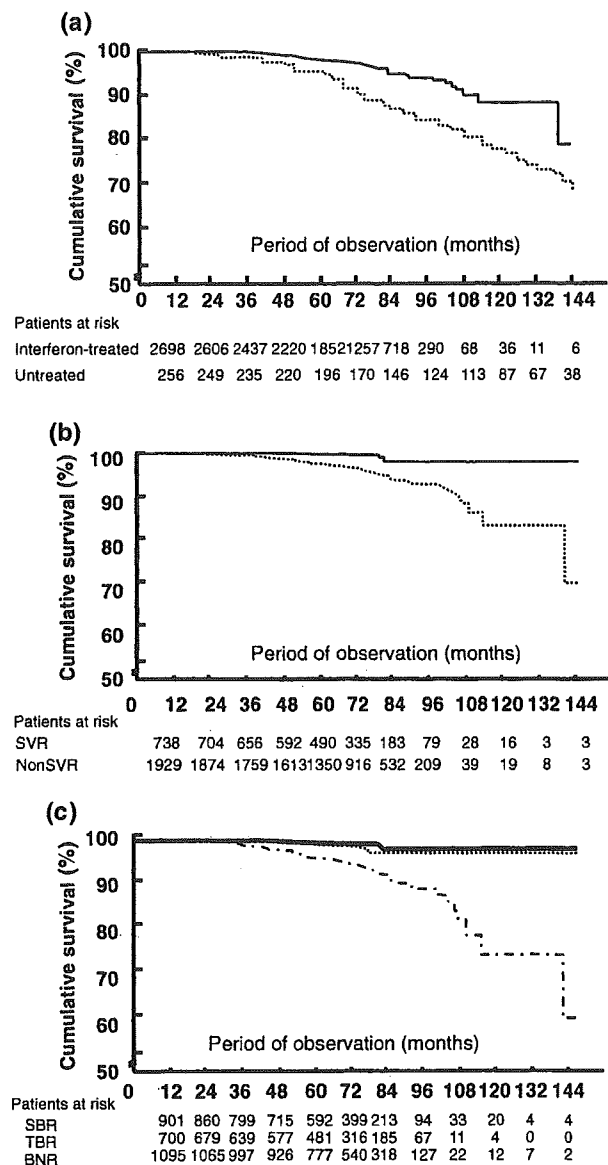 (a)
Cumulative survival (%)
100
90
80
70
60
50
Period of observation (months)
0 12 24 36 48 60 72 84 96 108 120 132 144
Patients at risk
Interferon-treated 2698 2606 2437 2220 1852 1257 718 290 68 36 11 6
Untreated 256 249 235 220 196 170 146 124 113 87 67 38
(b)
Cumulative survival (%)
100
90
80
70
60
50
Period of observation (months)
0 12 24 36 48 60 72 84 96 108 120 132 144
Patients at risk
SVR 738 704 656 592 490 335 183 79 28 16 3 3
NonSVR 1929 1874 1759 1613 1350 916 532 209 39 19 8 3
(c)
Cumulative survival (%)
100
90
80
70
60
50
Period of observation (months)
0 12 24 36 48 60 72 84 96 108 120 132 144
Patients at risk
SBR 901 860 799 715 592 399 213 94 33 20 4 4
TBR 700 679 639 577 481 316 185 67 11 4 0 0
BNR 1095 1065 997 926 777 540 318 127 22 12 7 2